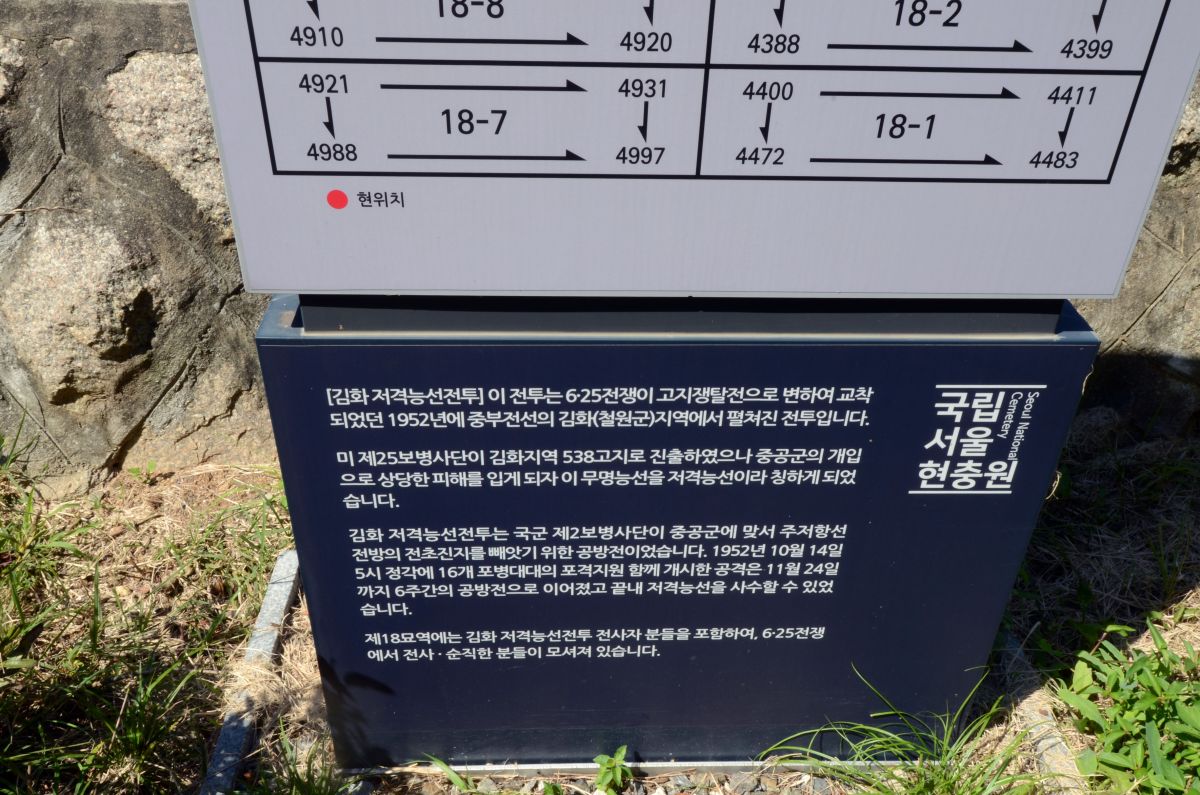 18-8
18-2
4910 4920 4388 4399
4921 4931 4400 4411
18-7 18-1
4988 4997 4472 4483
현위치
[김화 저격능선전투] 이 전투는 6·25전쟁이 고지쟁탈전으로 변하여 교착
되었던 1952년에 중부전선의 김화(철원군)지역에서 펼쳐진 전투입니다.
미 제25보병사단이 김화지역 538고지로 진출하였으나 중공군의 개입
으로 상당한 피해를 입게 되자 이 무명능선을 저격능선이라 칭하게 되었
습니다.
김화 저격능선전투는 국군 제2보병사단이 중공군에 맞서 주저항선
전방의 전초진지를 빼앗기 위한 공방전이었습니다. 1952년 10월 14일
5시 정각에 16개 포병대대의 포격지원 함께 개시한 공격은 11월 24일
까지 6주간의 공방전으로 이어졌고 끝내 저격능선을 사수할 수 있었
습니다.
제18묘역에는 김화 저격능선전투 전사자 분들을 포함하여, 6·25전쟁
에서 전사·순직한 분들이 모셔져 있습니다.
국립
서울
현충원
Seoul National
Cemetery